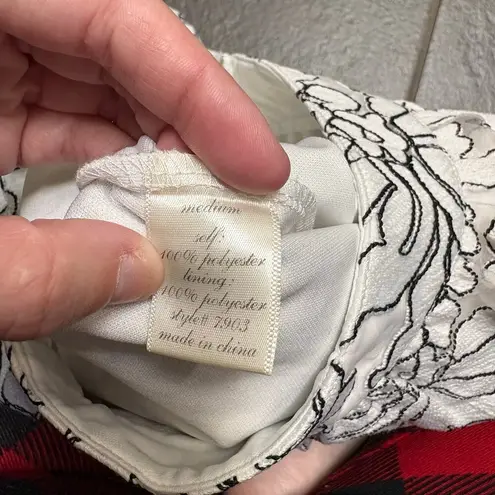 medium
self:
100% polyester
lining:
100% polyester
style# 7903
made in china